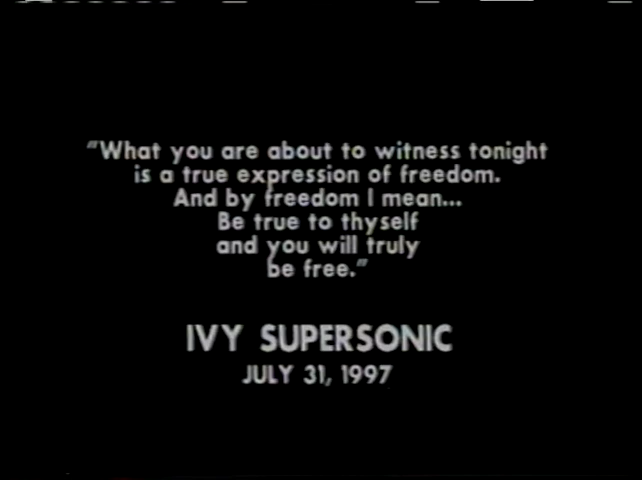 "What you are about to witness tonight
is a true expression of freedom.
And by freedom I mean...
Be true to thyself
and you will truly
be free."
IVY SUPERSONIC
JULY 31, 1997